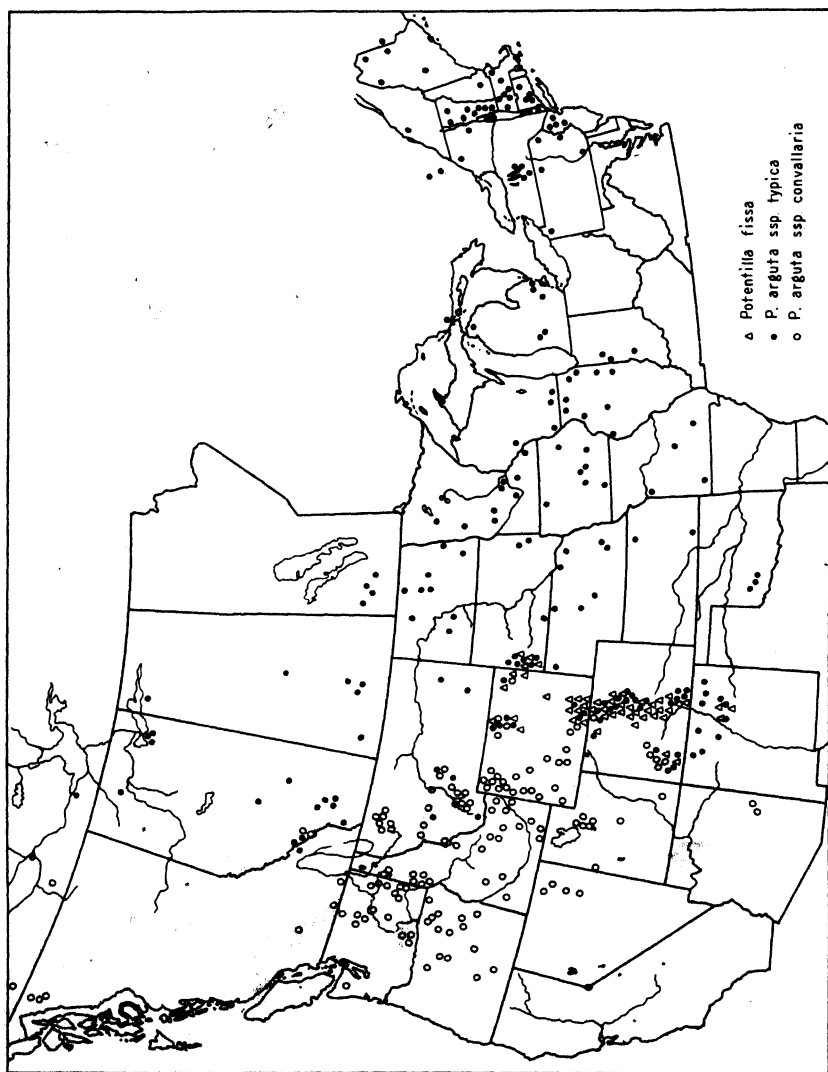 △ Potentilla fissa
● P. arguta ssp. typica
○ P. arguta ssp convallaria